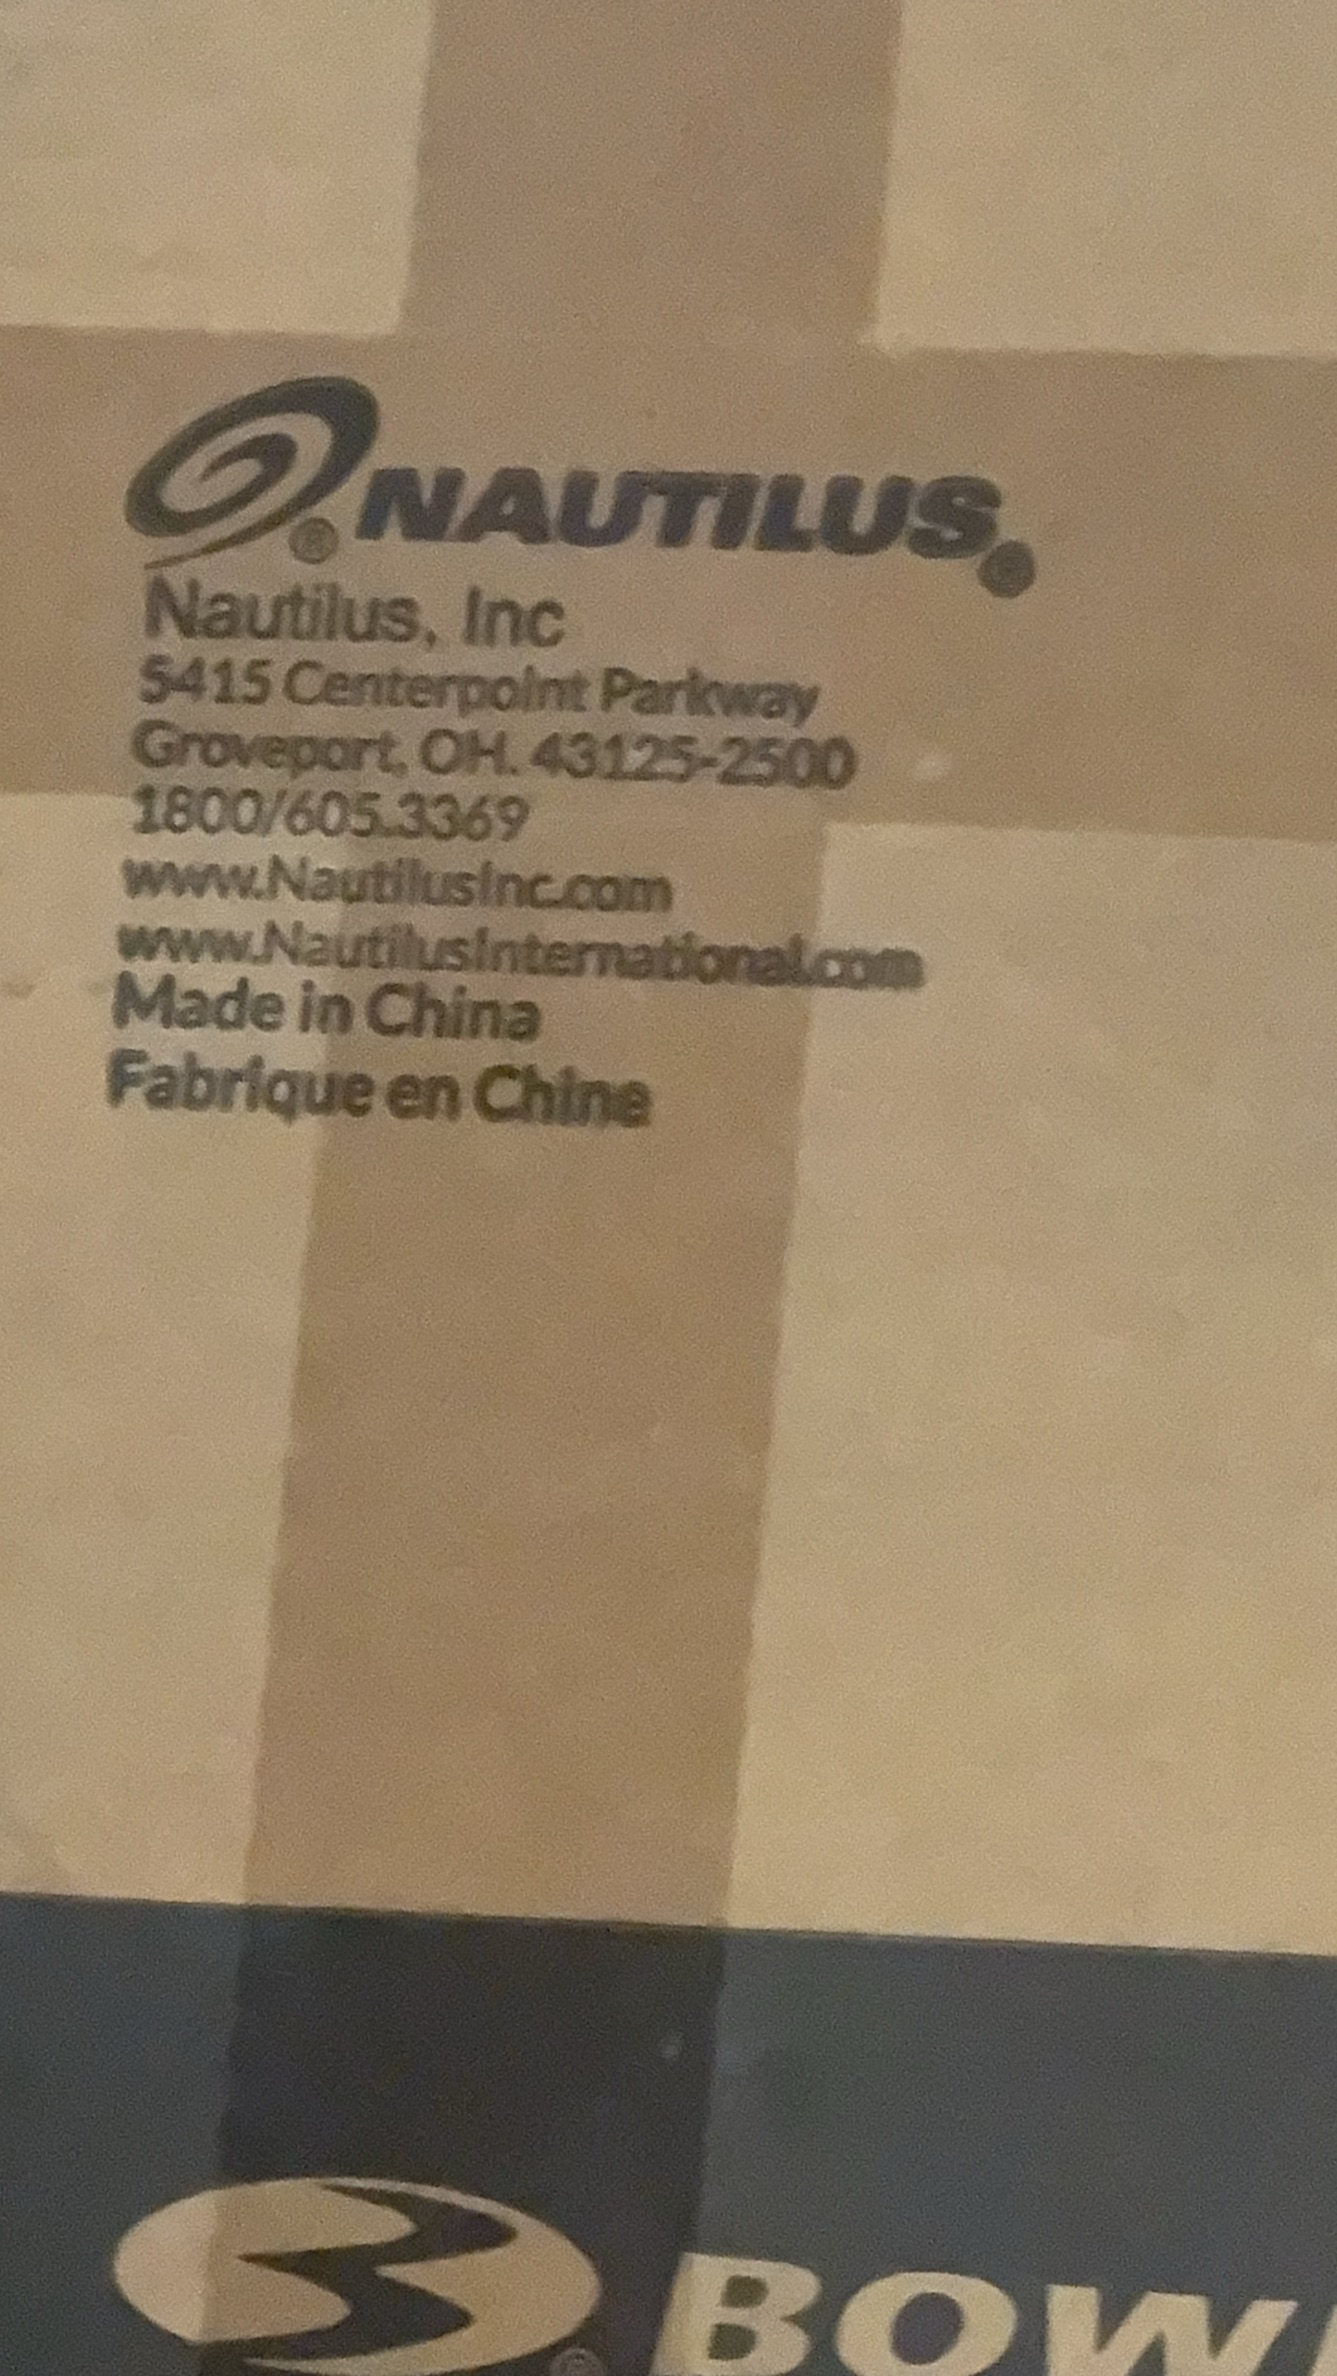 NAUTILUS®
Nautilus, Inc
5415 Centerpoint Parkway
Groveport, OH. 43125-2500
1800/605.3369
www.NautilusInc.com
www.NautilusInternational.com
Made in China
Fabrique en Chine
BOW